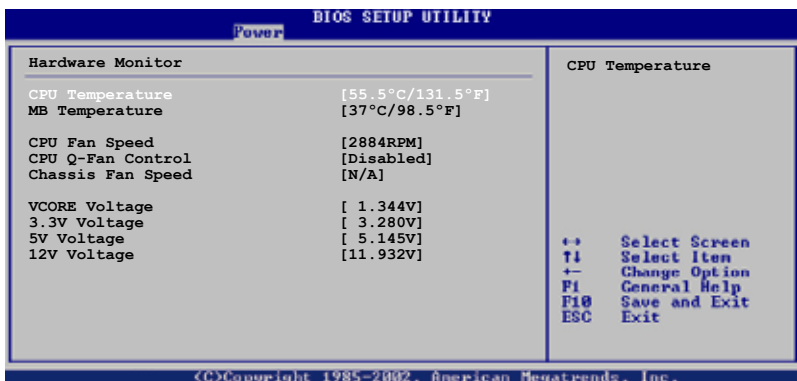 BIOS SETUP UTILITY
Power
Hardware Monitor
CPU Temperature [55.5°C/131.5°F]
MB Temperature [37°C/98.5°F]
CPU Fan Speed [2884RPM]
CPU Q-Fan Control [Disabled]
Chassis Fan Speed [N/A]
VCORE Voltage [ 1.344V]
3.3V Voltage [ 3.280V]
5V Voltage [ 5.145V]
12V Voltage [11.932V]
CPU Temperature
←→ Select Screen
↑↓ Select Item
+- Change Option
F1 General Help
F10 Save and Exit
ESC Exit
(C)Copyright 1985-2002, American Megatrends, Inc.